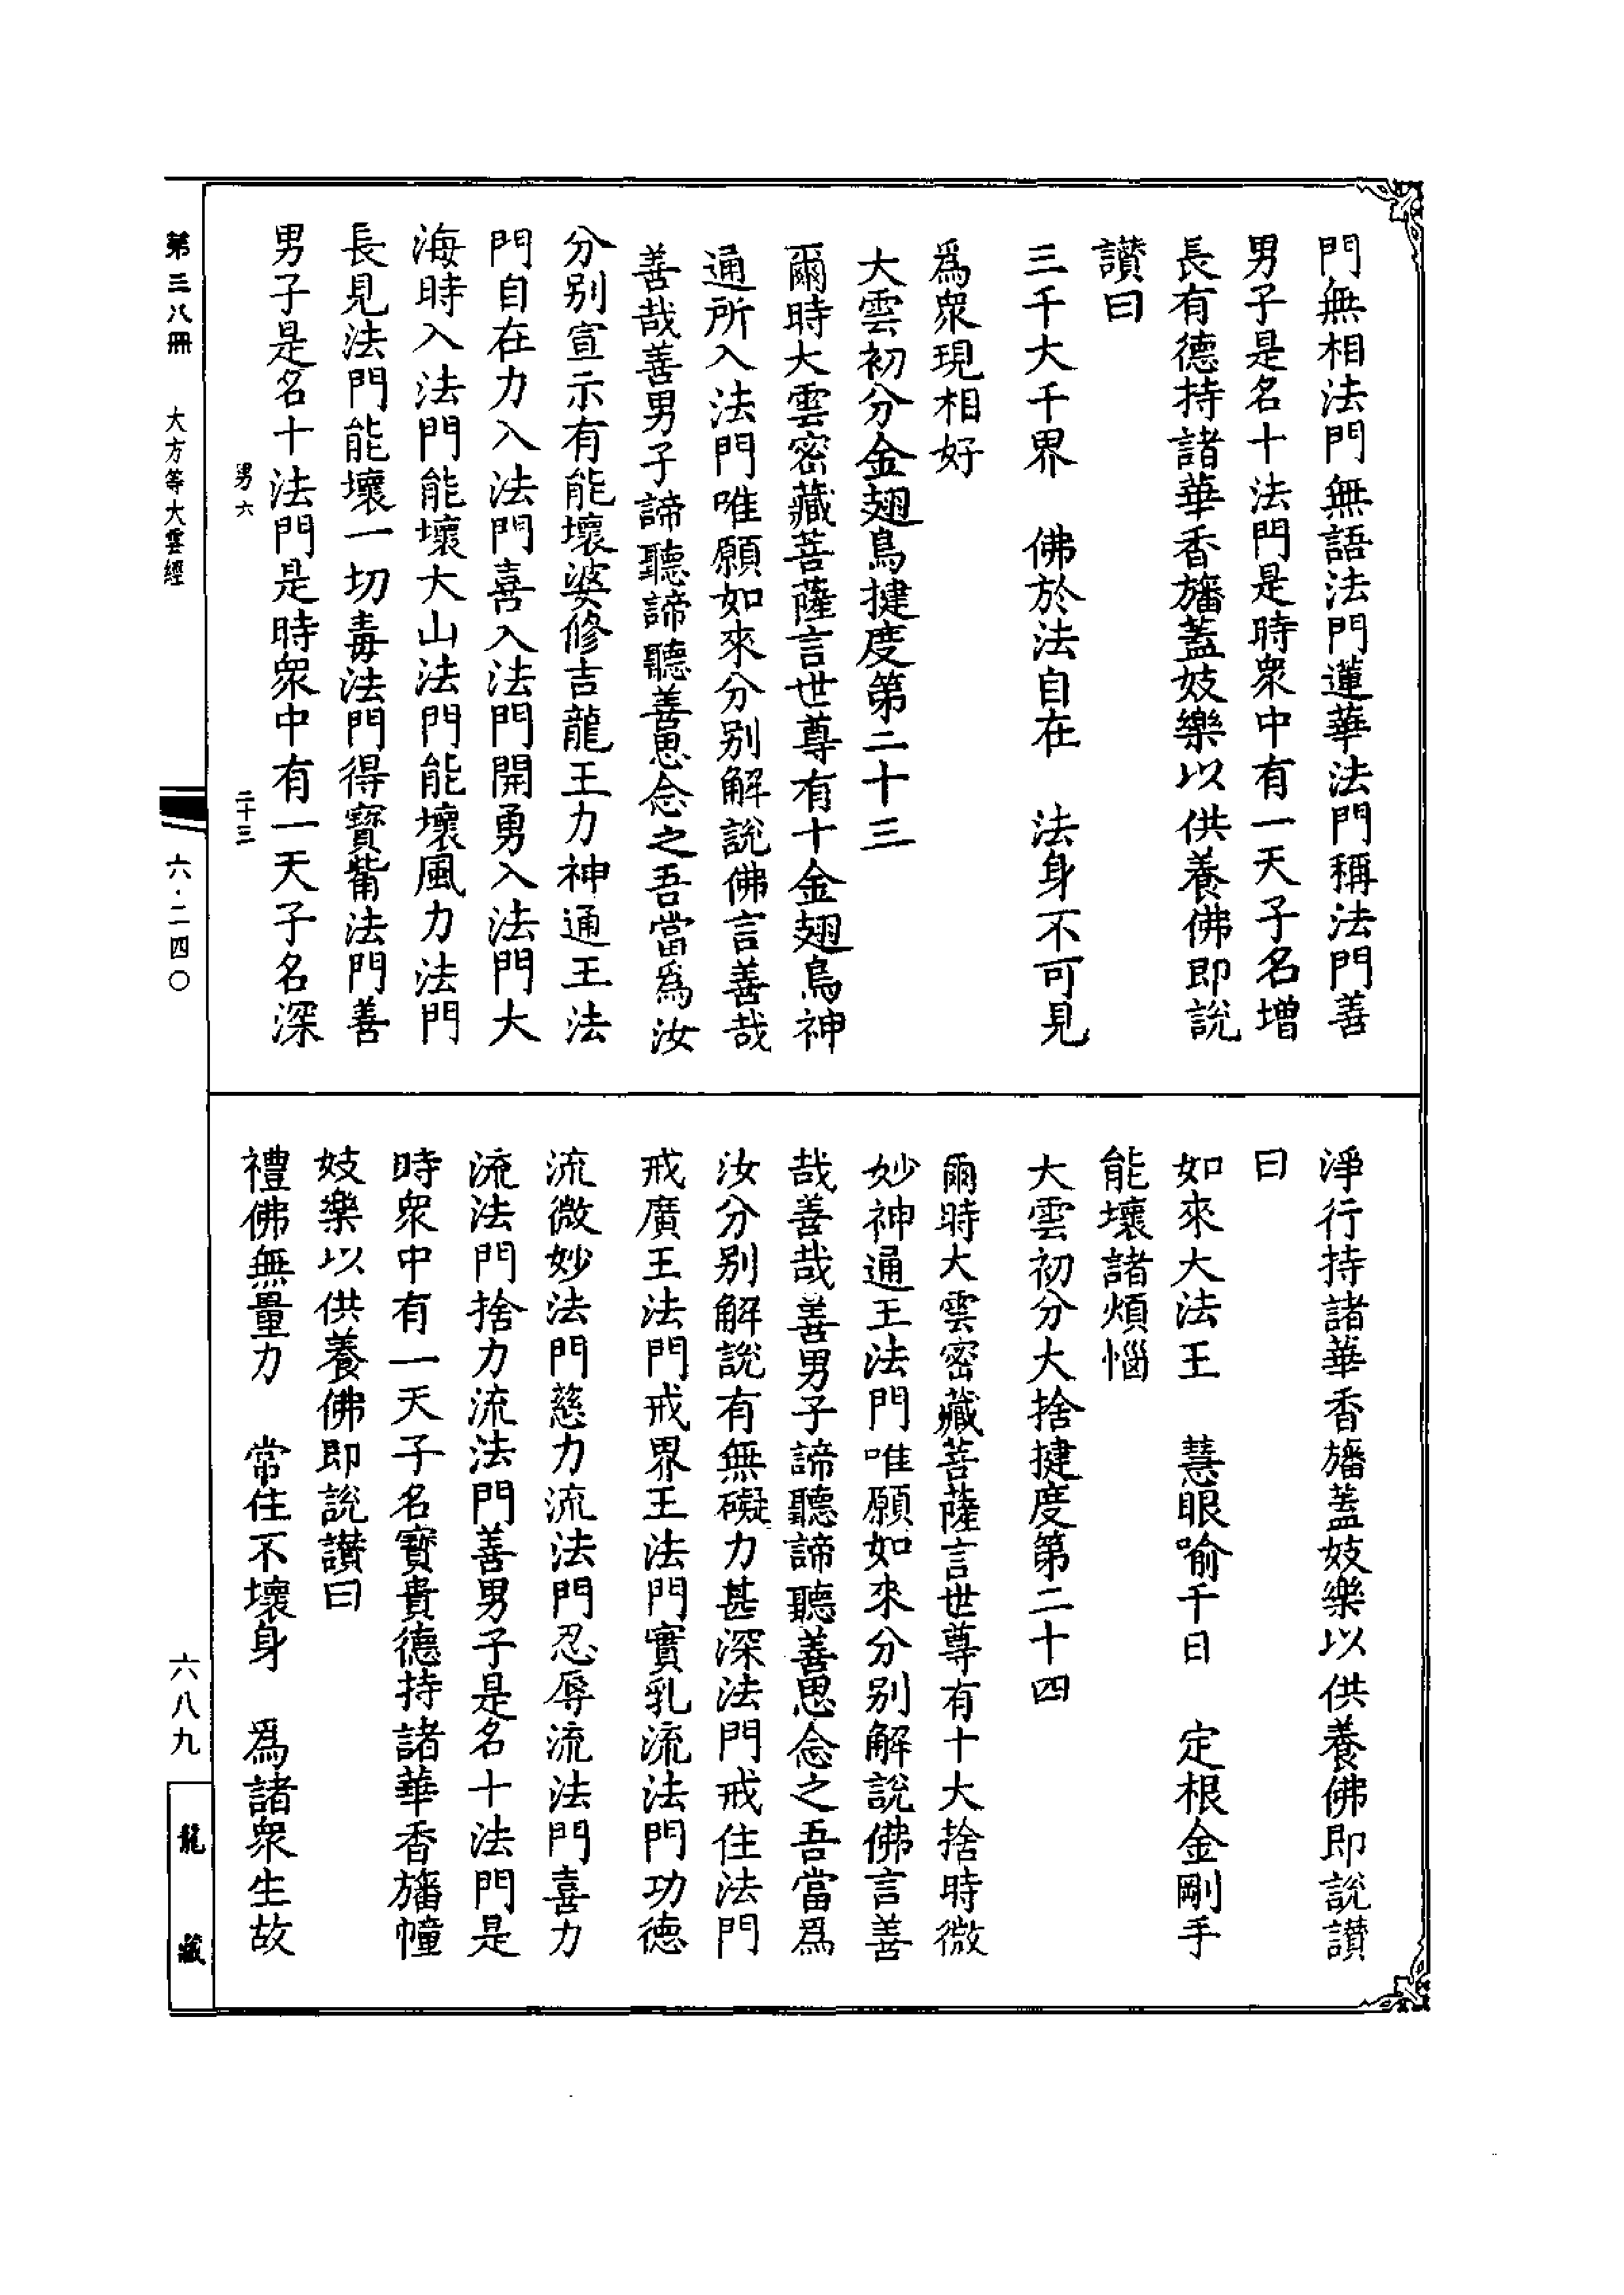 門無相法門無語法門蓮華法門稱法門善
男子是名十法門是時衆中有一天子名增
長有德持諸華香旛蓋妓樂以供養佛即說
讚曰
三千大千界　佛於法自在　法身不可見
爲衆現相好
大雲初分金翅鳥揵度第二十三
爾時大雲密藏菩薩言世尊有十金翅鳥神
通所入法門唯願如來分別解說佛言善哉
善哉善男子諦聽諦聽善思念之吾當爲汝
分別宣示有能壞婆修吉龍王力神通王法
門自在力入法門喜入法門開勇入法門大
海時入法門能壞大山法門能壞風力法門
長見法門能壞一切毒法門得寶觜法門善
男子是名十法門是時衆中有一天子名深
男六
二十三
淨行持諸華香旛蓋妓樂以供養佛即說讚
曰
如來大法王　慧眼喻千日　定根金剛手
能壞諸煩惱
大雲初分大捨揵度第二十四
爾時大雲密藏菩薩言世尊有十大捨時微
妙神通王法門唯願如來分別解說佛言善
哉善哉善男子諦聽諦聽善思念之吾當爲
汝分別解說有無礙力甚深法門戒住法門
戒廣王法門戒界王法門實乳流法門功德
流微妙法門慈力流法門忍辱流法門喜力
流法門捨力流法門善男子是名十法門是
時衆中有一天子名寶貴德持諸華香旛幢
妓樂以供養佛即說讚曰
禮佛無量力　常住不壞身　爲諸衆生故
第三八冊　大方等大雲經
六·二四〇
六八九
龍藏